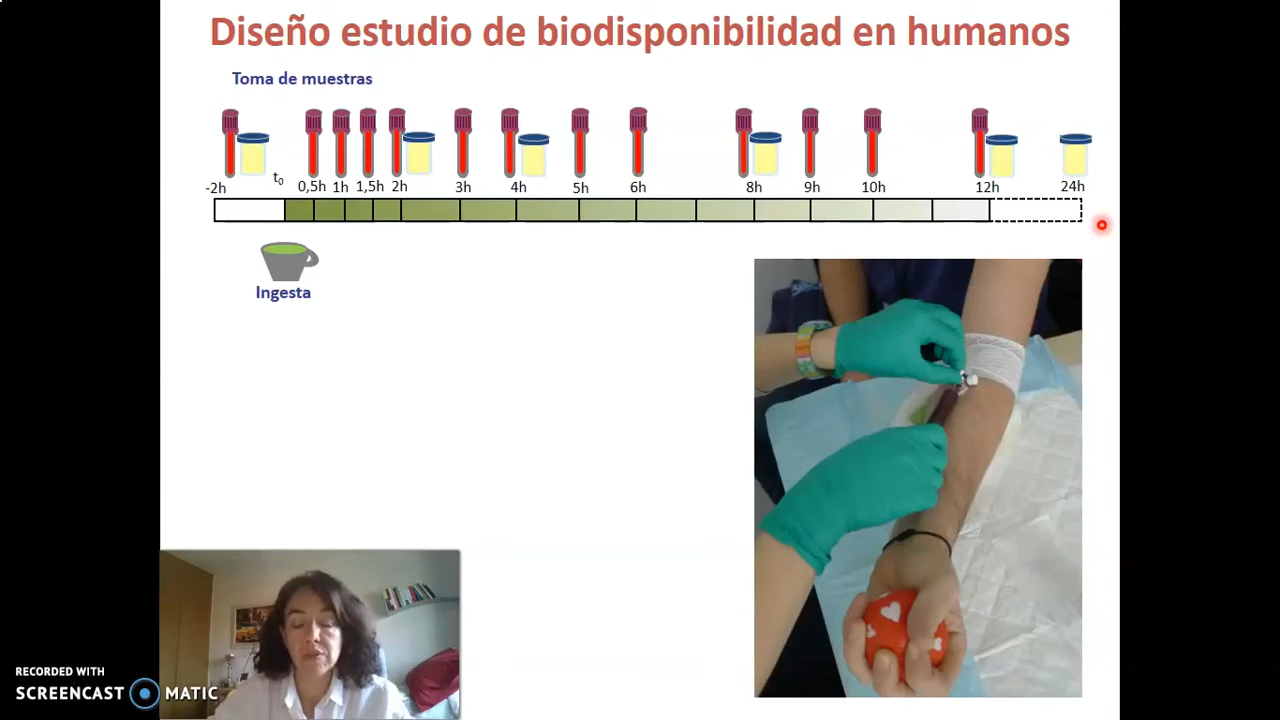 Diseño estudio de biodisponibilidad en humanos
Toma de muestras
-2h t0 0,5h 1h 1,5h 2h 3h 4h 5h 6h 8h 9h 10h 12h 24h
Ingesta
RECORDED WITH
SCREENCAST MATIC